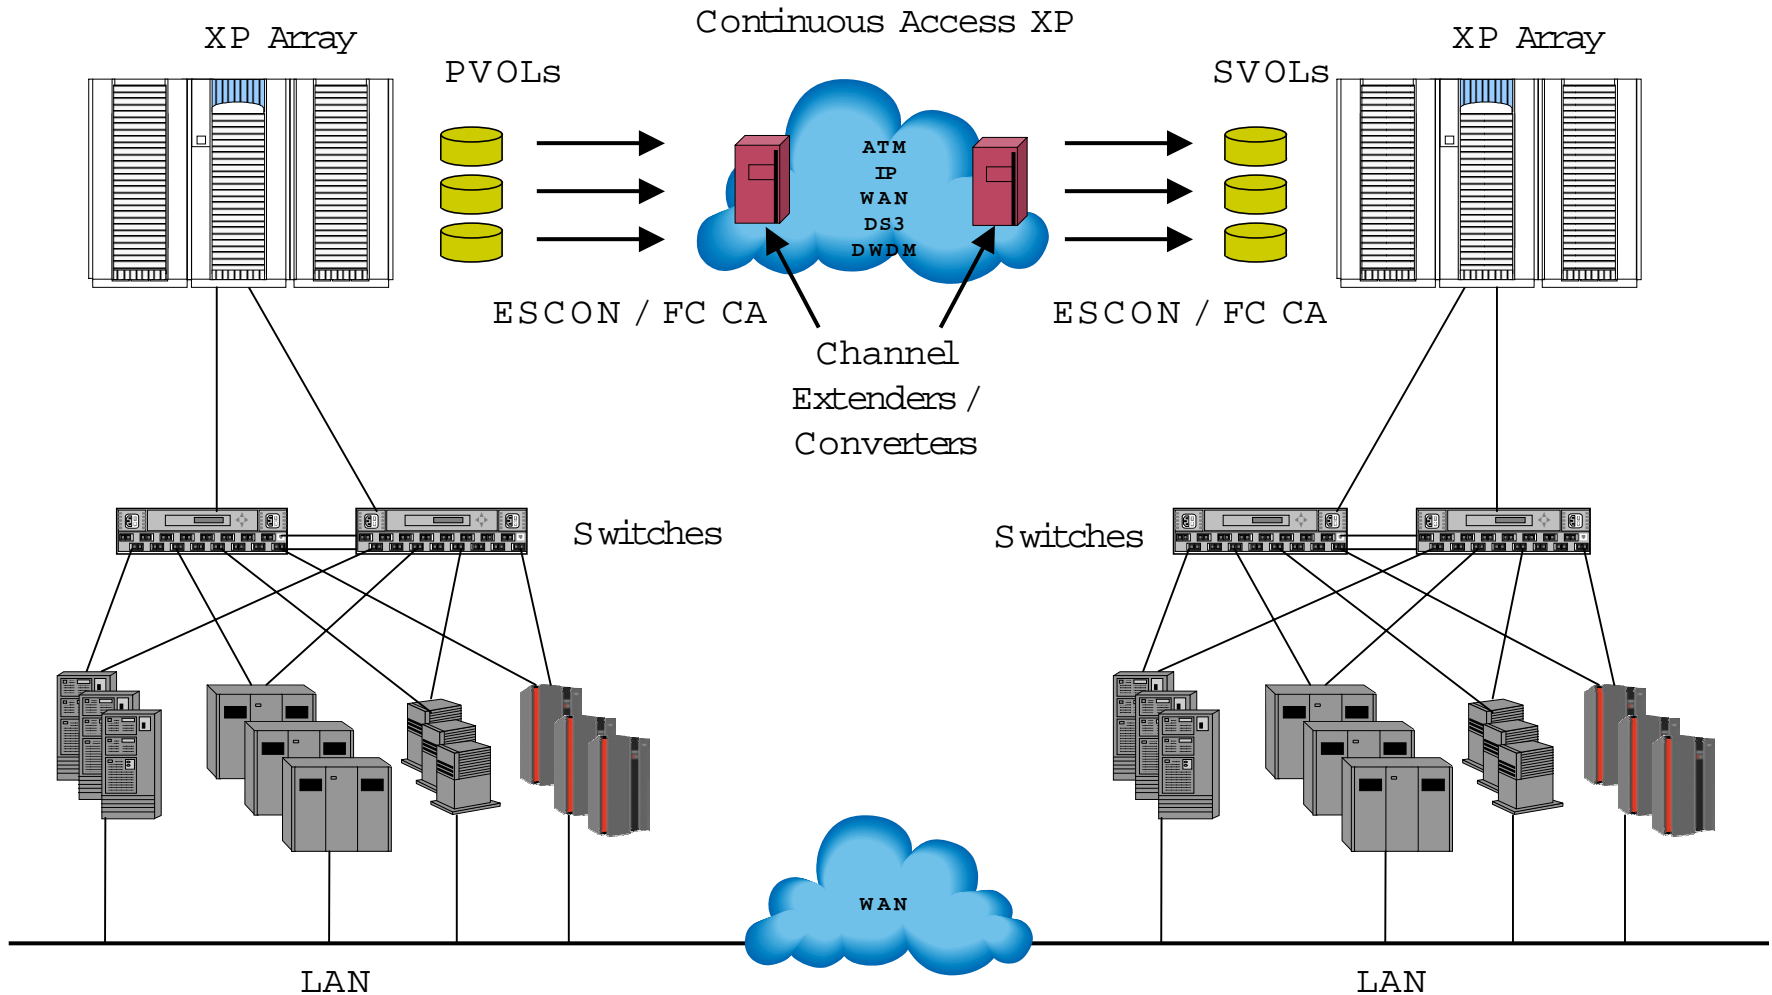 Continuous Access XP
XP Array
XP Array
PVOLs
SVOLs
ATM
IP
WAN
DS3
DWDM
ESCON / FC CA
ESCON / FC CA
Channel
Extenders /
Converters
Switches
Switches
WAN
LAN
LAN